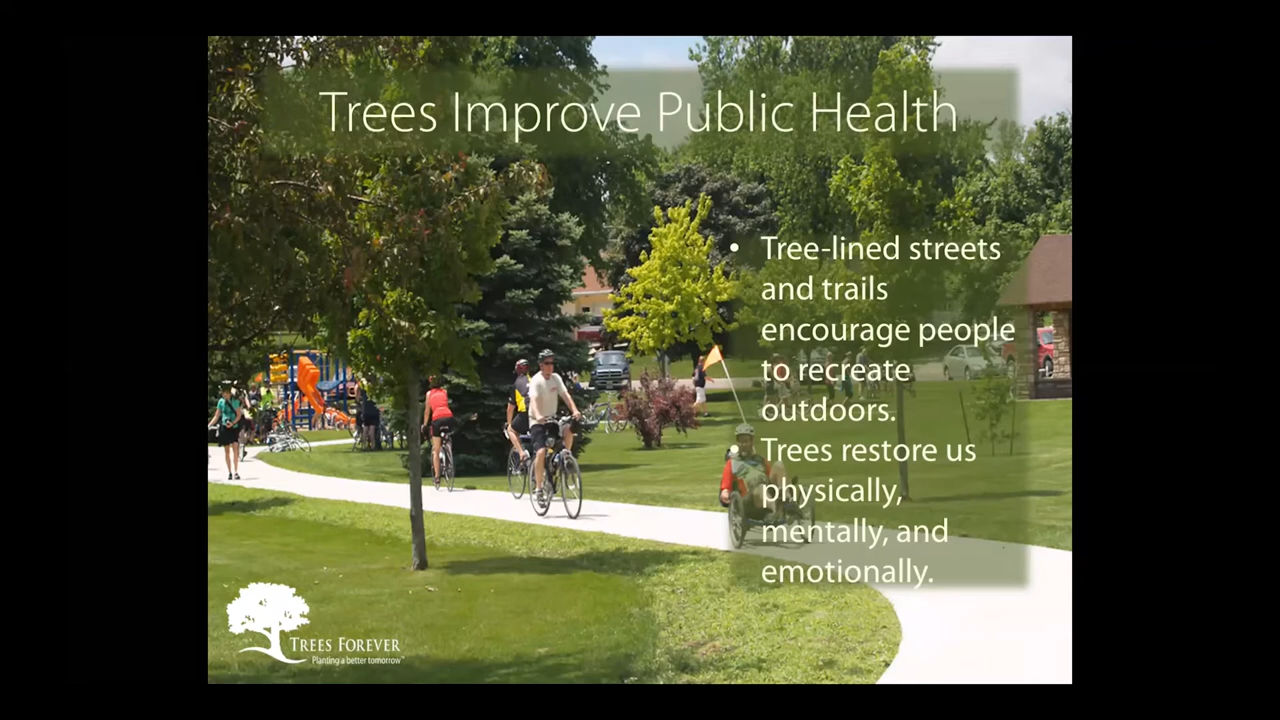 Trees Improve Public Health
• Tree-lined streets
and trails
encourage people
to recreate
outdoors.
• Trees restore us
physically,
mentally, and
emotionally.
TREES FOREVER
Planting a better tomorrow™